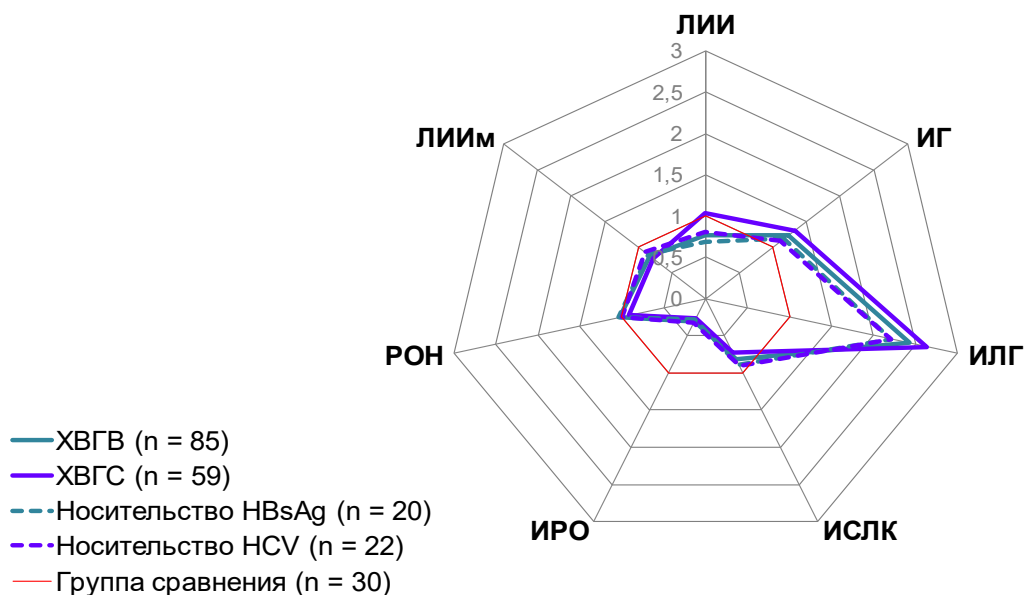 ЛИИ
3
2,5
2
1,5
1
0,5
0
ИГ
ИЛГ
ИСЛК
ИРО
РОН
ЛИИм
ХВГВ (n = 85)
ХВГС (n = 59)
Носительство HBsAg (n = 20)
Носительство HCV (n = 22)
Группа сравнения (n = 30)